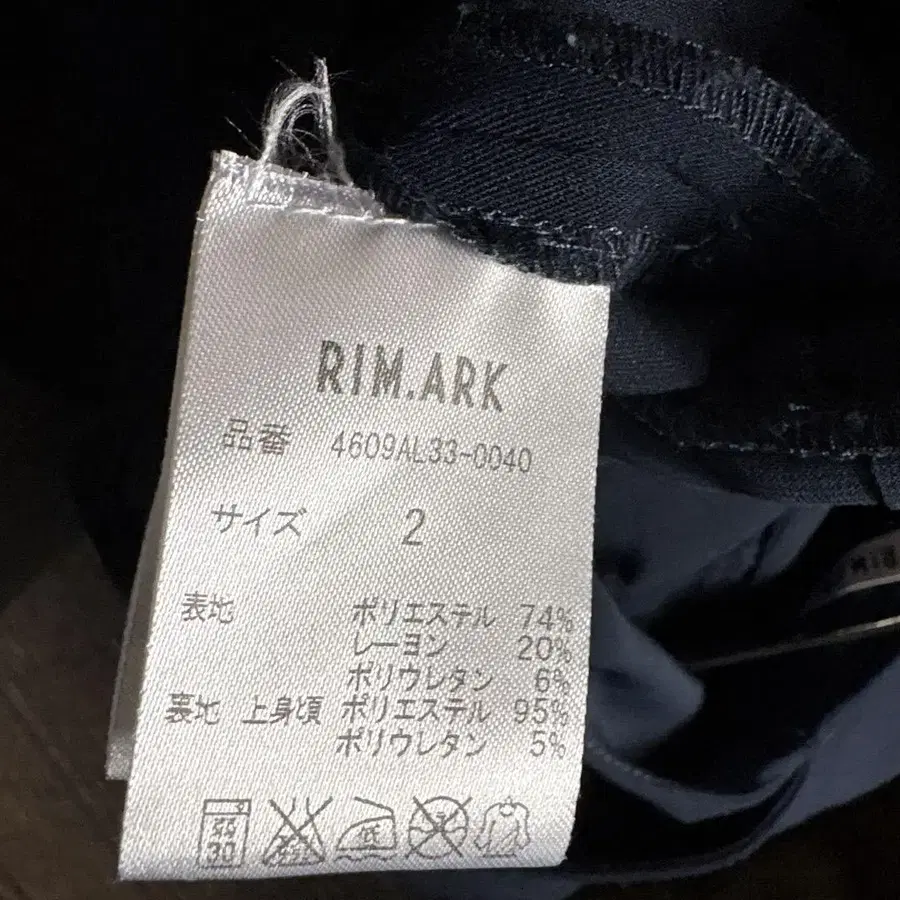 RIM.ARK
品番 4609AL33-0040
サイズ 2
表地 ポリエステル 74%
レーヨン 20%
ポリウレタン 6%
裏地 上身頃 ポリエステル 95%
ポリウレタン 5%
30